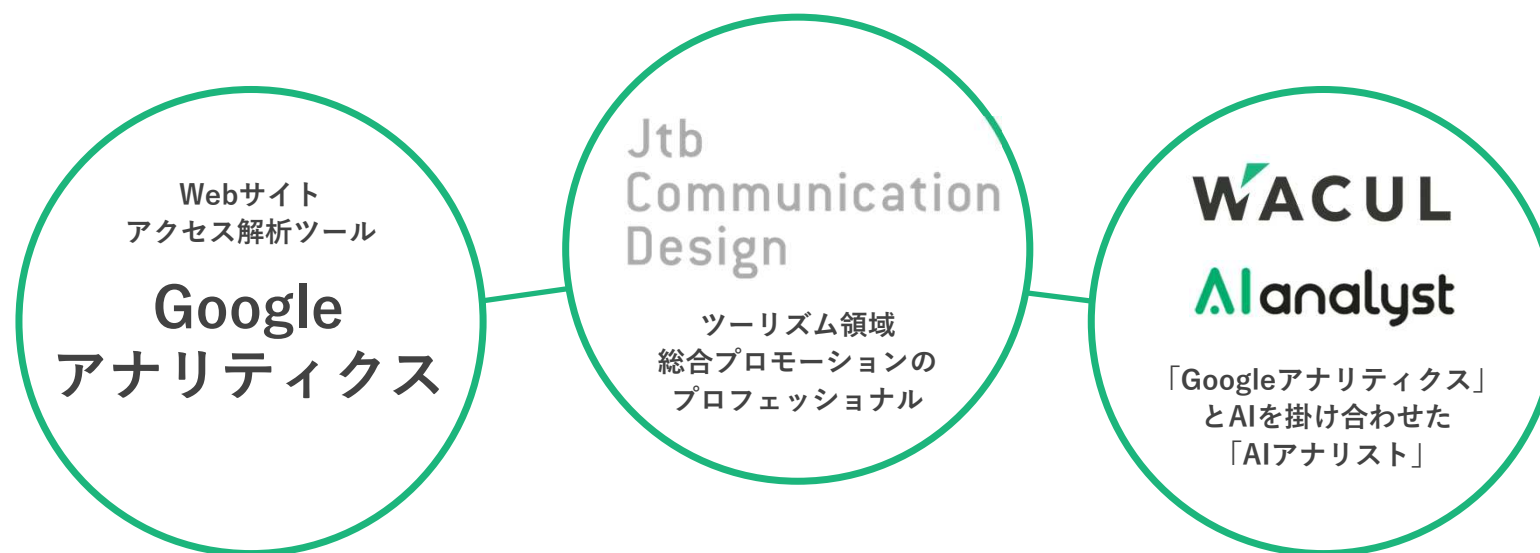 Webサイト
アクセス解析ツール
Google
アナリティクス
Jtb
Communication
Design
ツーリズム領域
総合プロモーションの
プロフェッショナル
WACUL
AI analyst
「Googleアナリティクス」
とAIを掛け合わせた
「AIアナリスト」